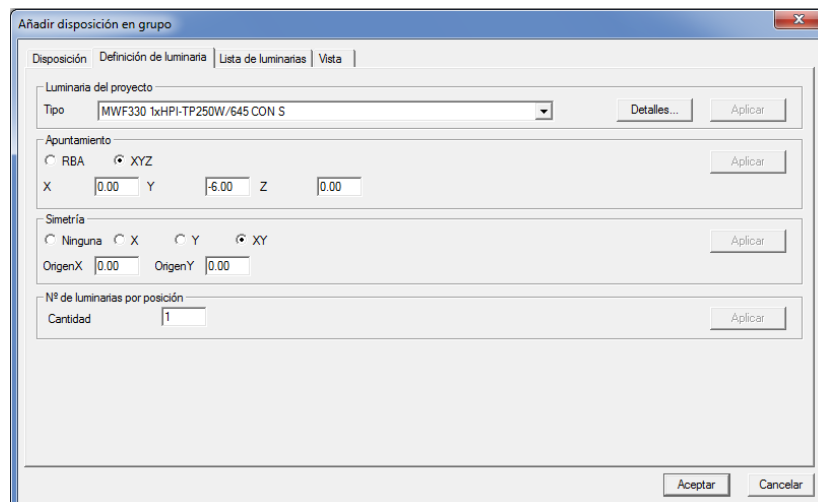 Añadir disposición en grupo
Disposición Definición de luminaria Lista de luminarias Vista
Luminaria del proyecto
Tipo MWF330 1xHPI-TP250W/645 CON S Detalles... Aplicar
Apuntamiento
RBA XYZ Aplicar
X 0.00 Y -6.00 Z 0.00
Simetría
Ninguna X Y XY Aplicar
OrigenX 0.00 OrigenY 0.00
Nº de luminarias por posición
Cantidad 1 Aplicar
Aceptar Cancelar